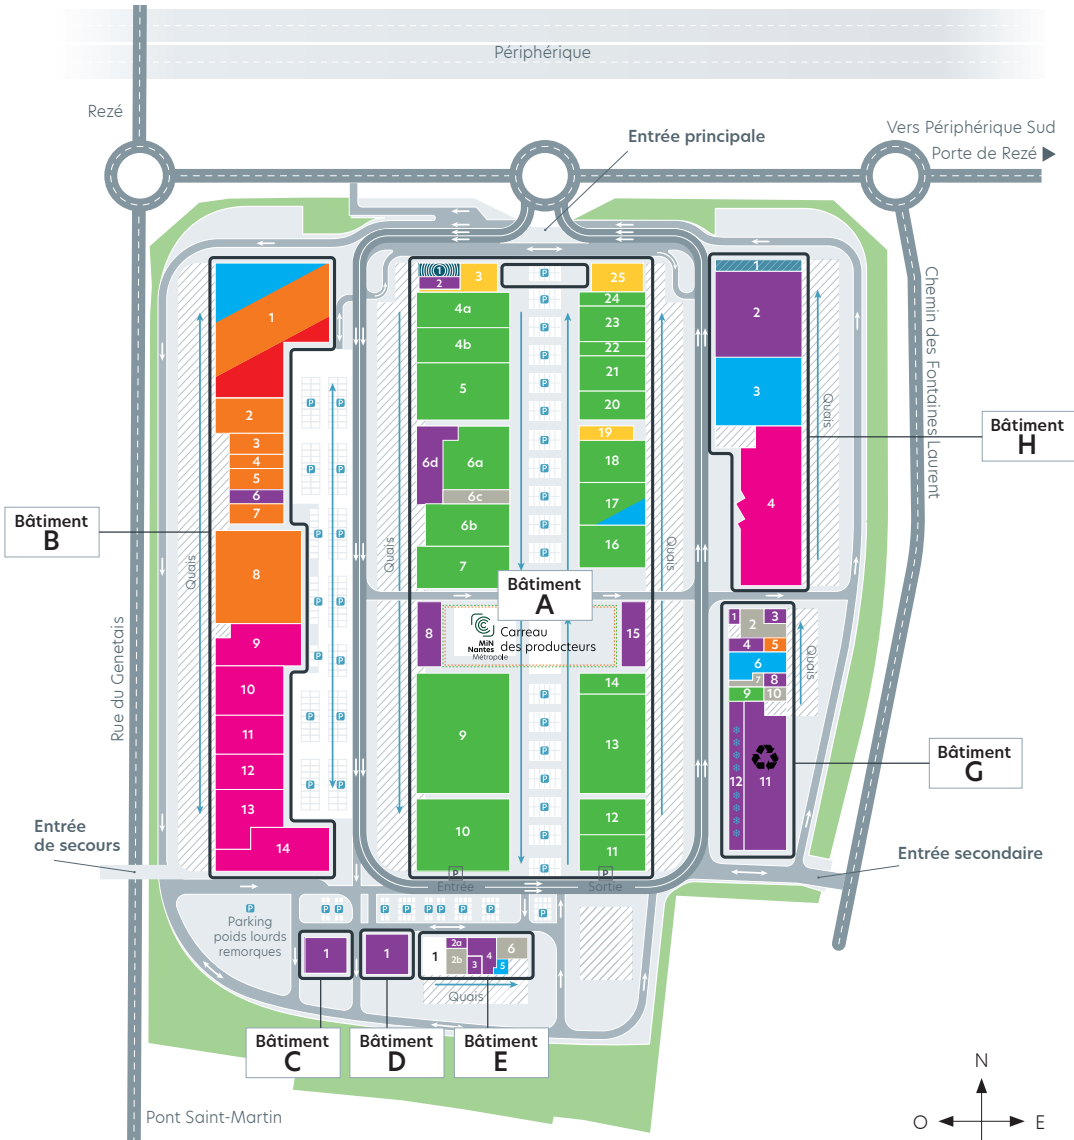 Périphérique
Rezé
Vers Périphérique Sud
Porte de Rezé
Entrée principale
1
2
3
P
25
4a
4b
5
6d
6a
6c
6b
7
24
23
22
21
20
19
18
17
16
Bâtiment
A
8
MiN
Nantes
Métropole
Carreau
des producteurs
15
9
10
14
13
12
11
P
Entrée
P
Sortie
Quais
Quais
Bâtiment
B
1
2
3
4
5
6
7
8
9
10
11
12
13
14
Quais
Rue du Genetais
1
2
3
4
Quais
Bâtiment
H
Chemin des Fontaines Laurent
1
2
3
4
5
6
7
8
9
10
12
11
Quais
Bâtiment
G
Entrée
de secours
Entrée secondaire
P
Parking
poids lourds
remorques
1
1
1
2a
2b
3
4
5
6
Quais
Bâtiment
C
Bâtiment
D
Bâtiment
E
Pont Saint-Martin
N
O
E